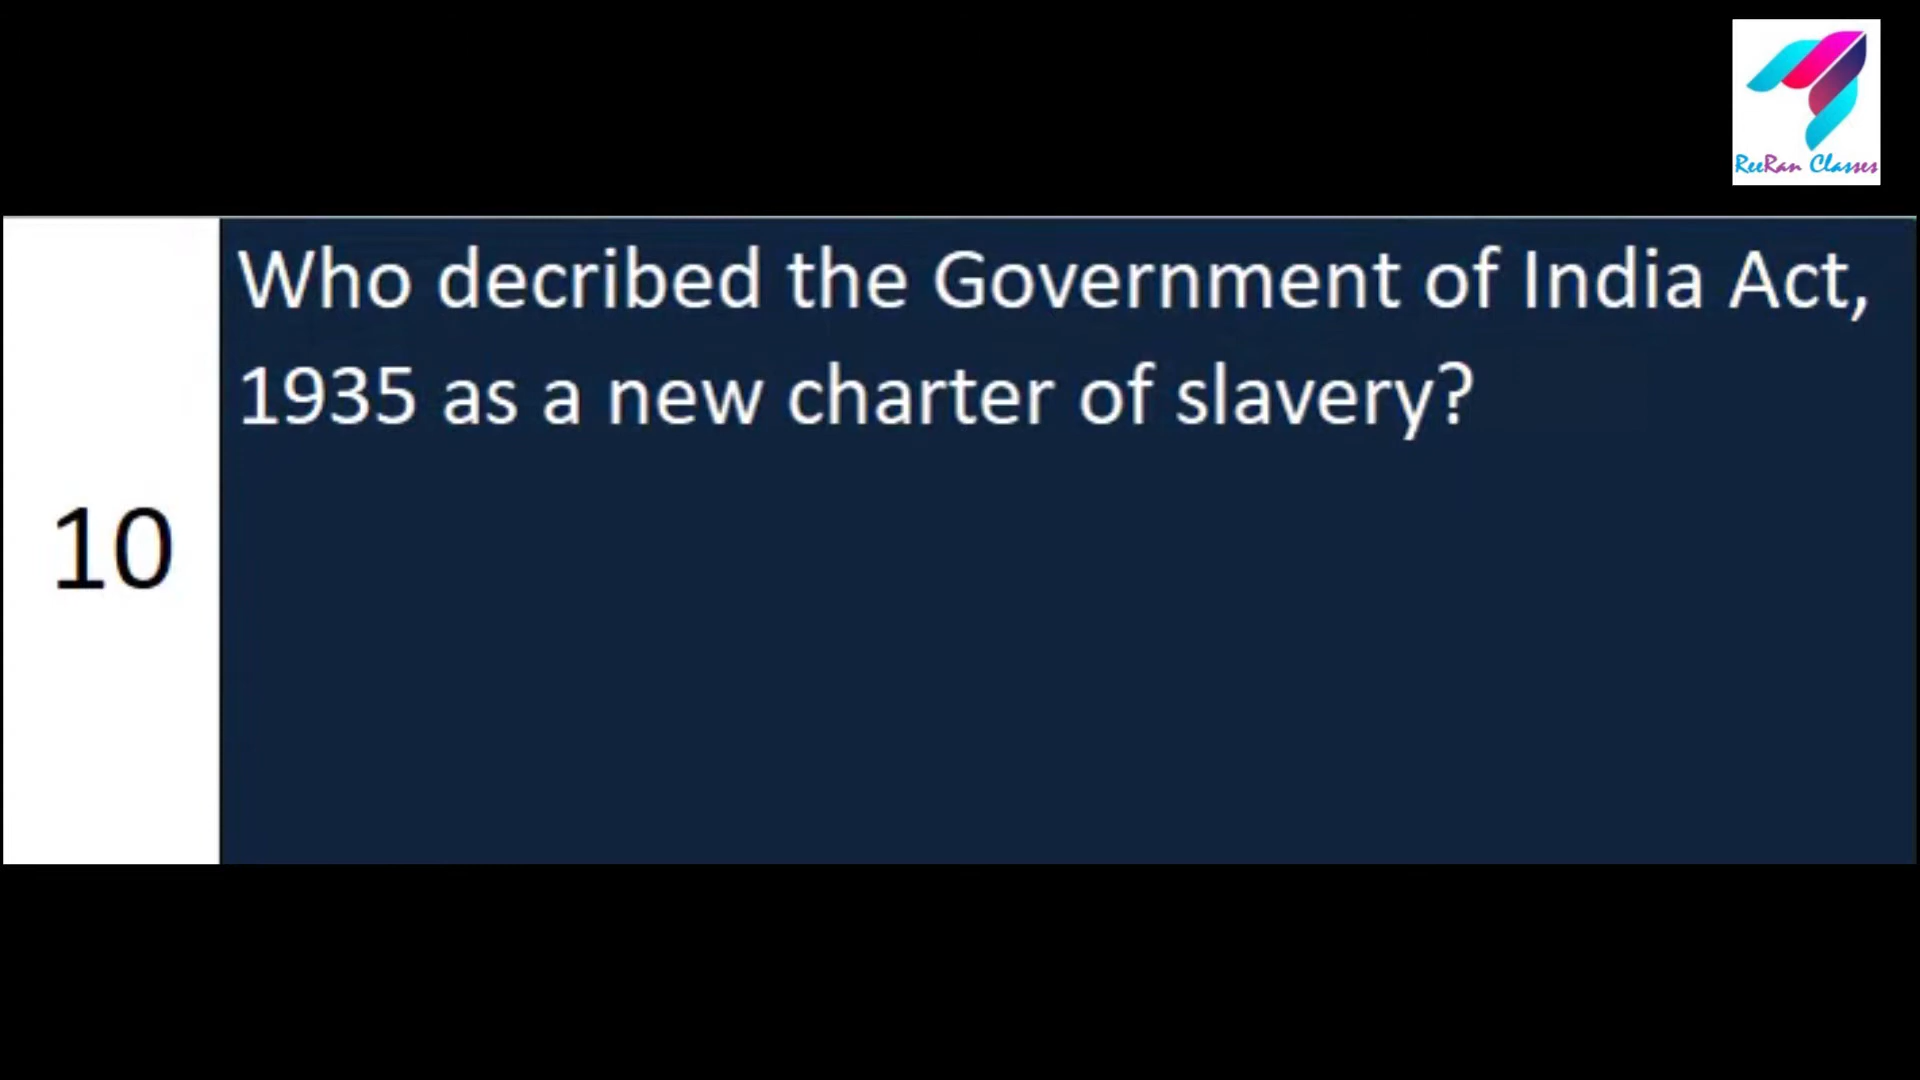 ReeRan Classes
Who decribed the Government of India Act,
1935 as a new charter of slavery?
10